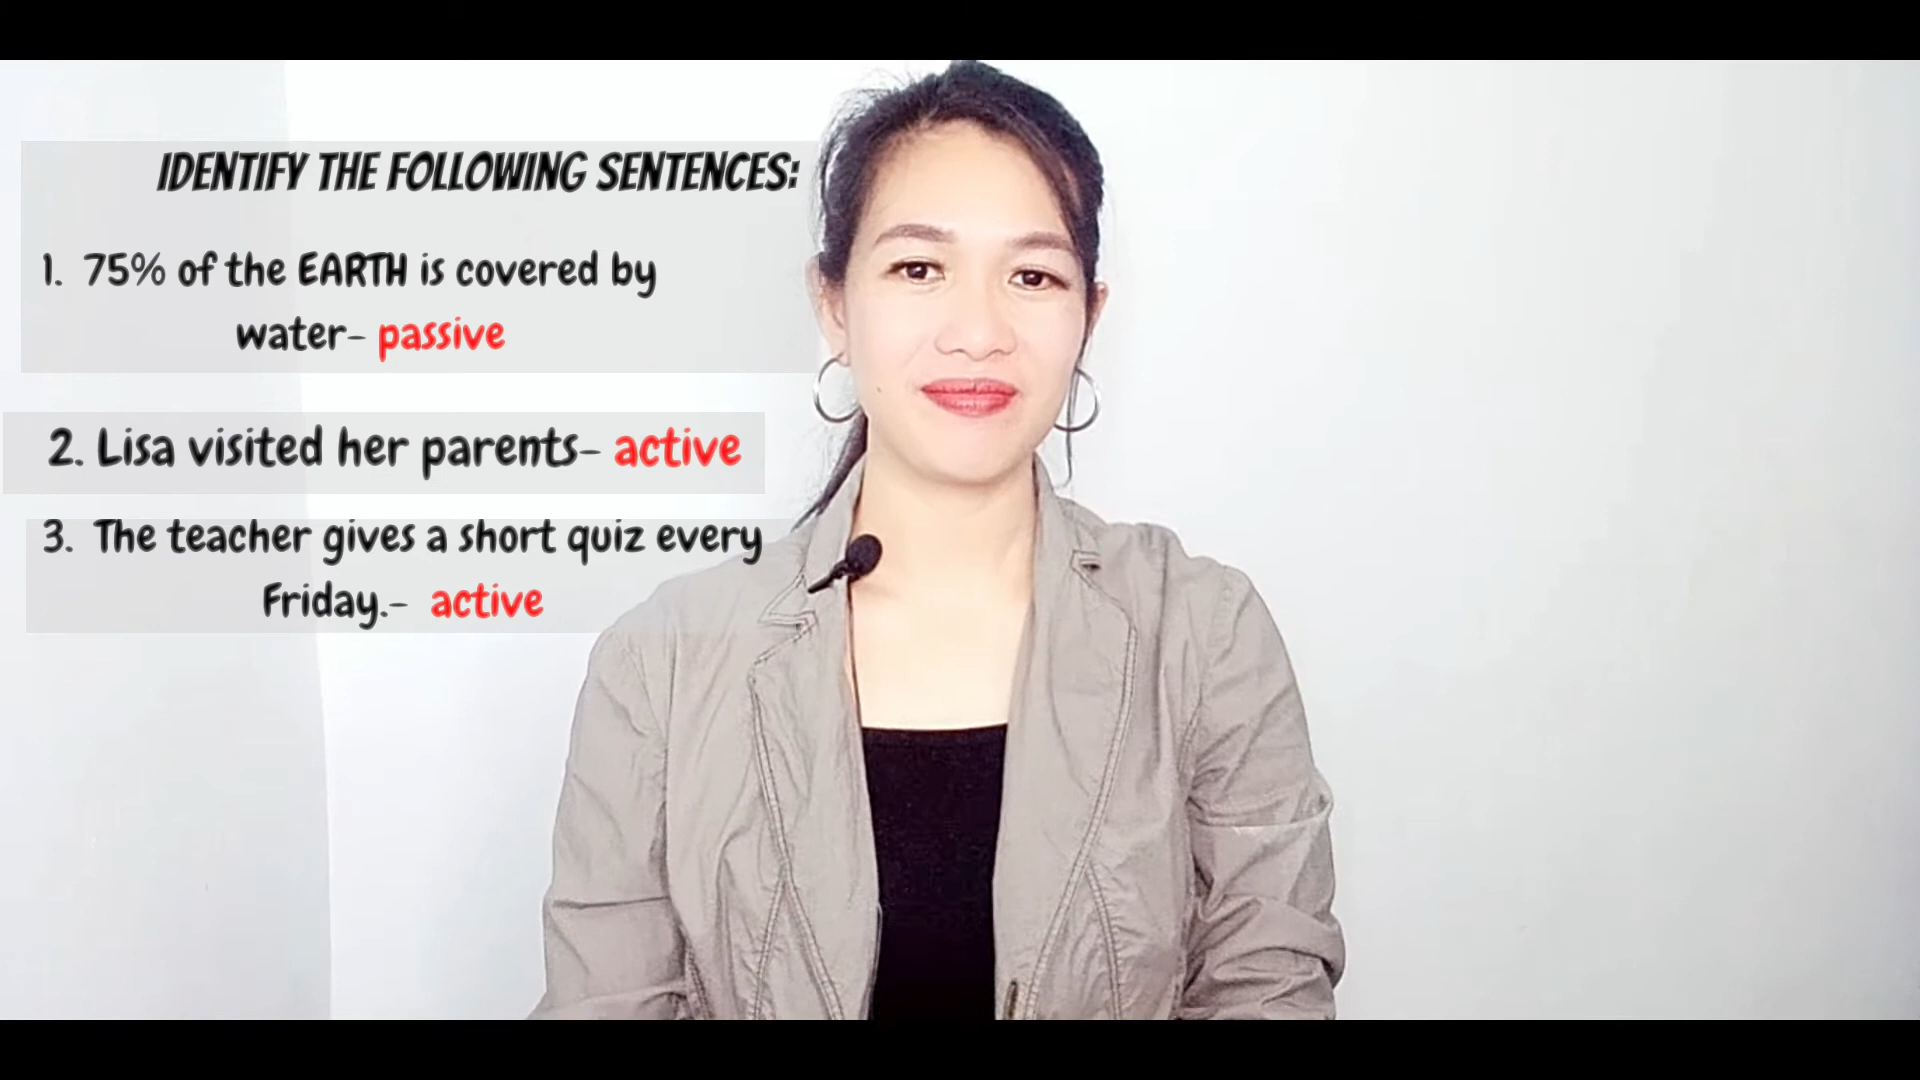 IDENTIFY THE FOLLOWING SENTENCES:
1. 75% of the EARTH is covered by
water- passive
2. Lisa visited her parents- active
3. The teacher gives a short quiz every
Friday.- active